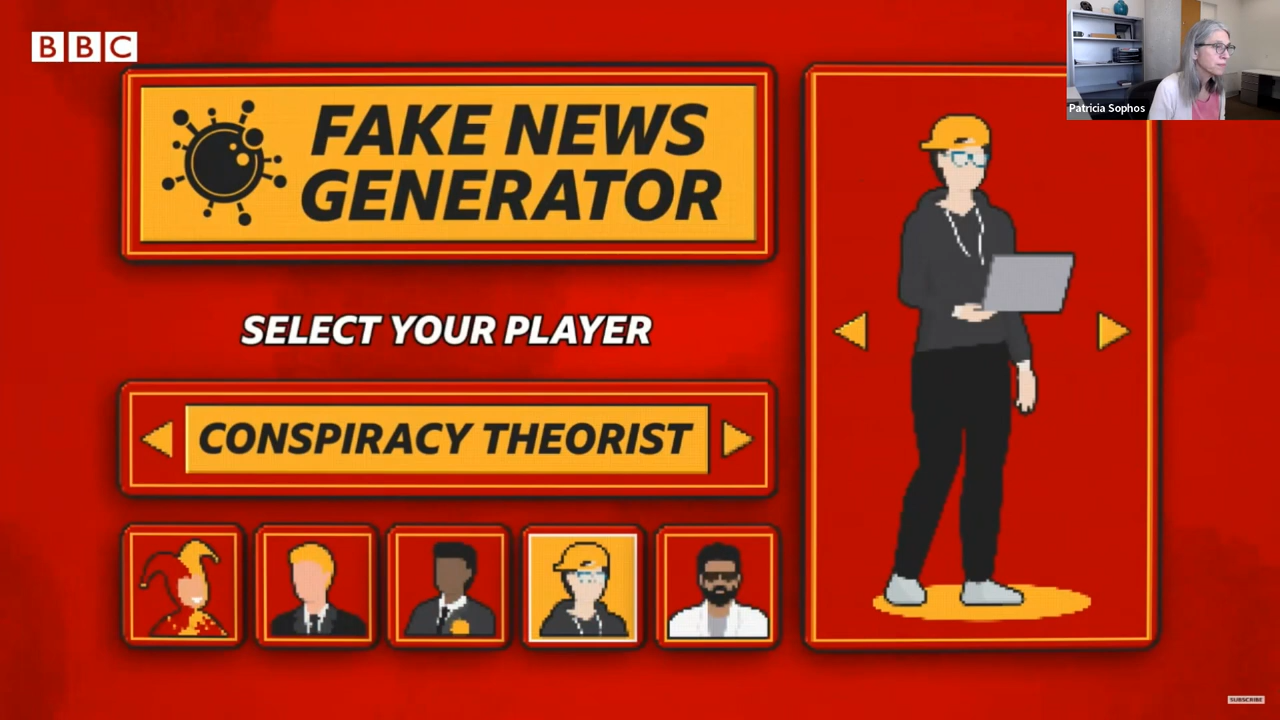 BBC
FAKE NEWS
GENERATOR
Patricia Sophos
SELECT YOUR PLAYER
CONSPIRACY THEORIST
SUBSCRIBE